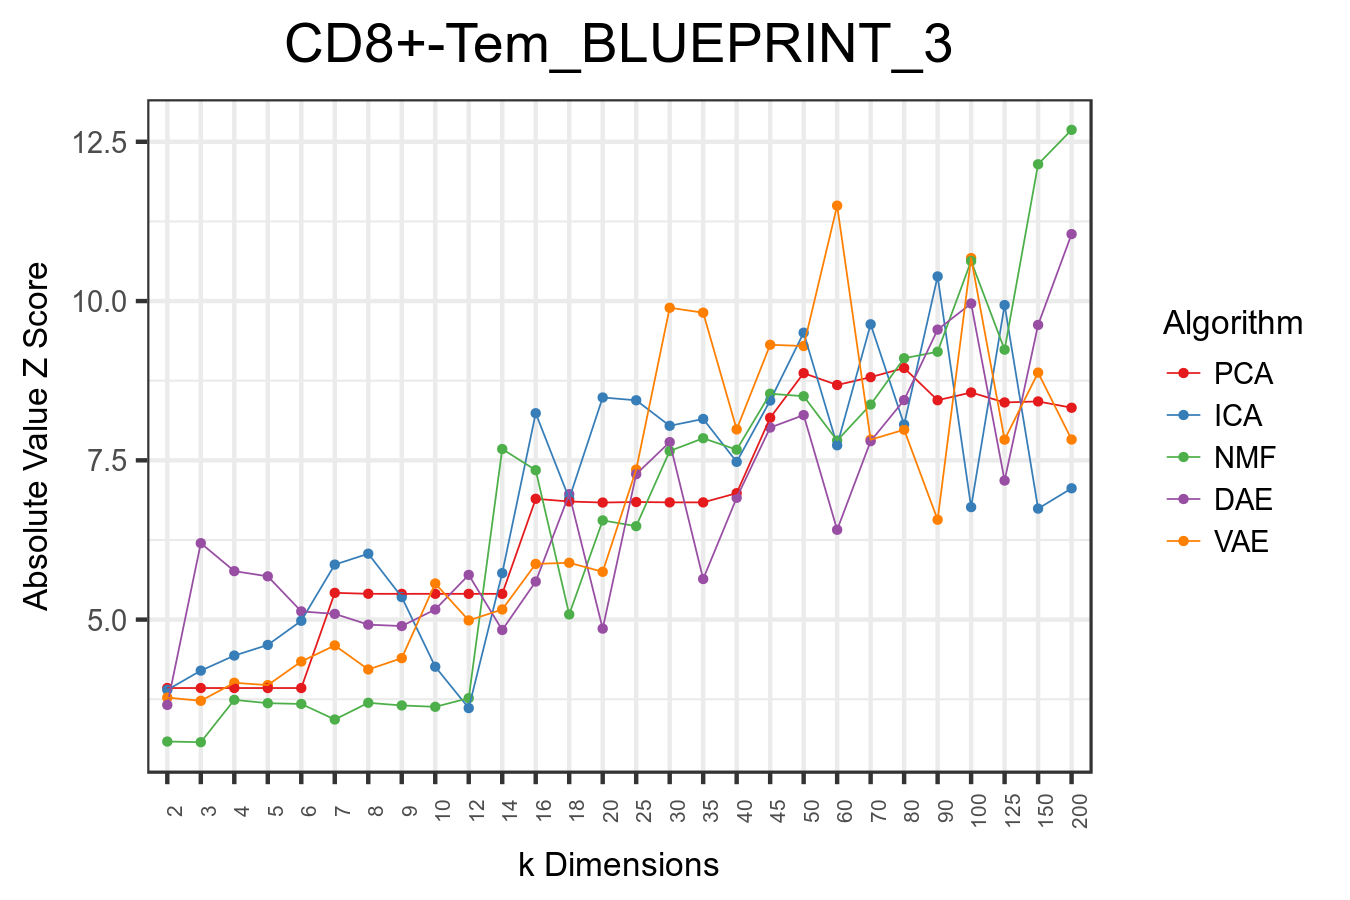 CD8+-Tem_BLUEPRINT_3
12.5
10.0
7.5
5.0
Absolute Value Z Score
2 3 4 5 6 7 8 9 10 12 14 16 18 20 25 30 35 40 45 50 60 70 80 90 100 125 150 200
k Dimensions
Algorithm
PCA
ICA
NMF
DAE
VAE